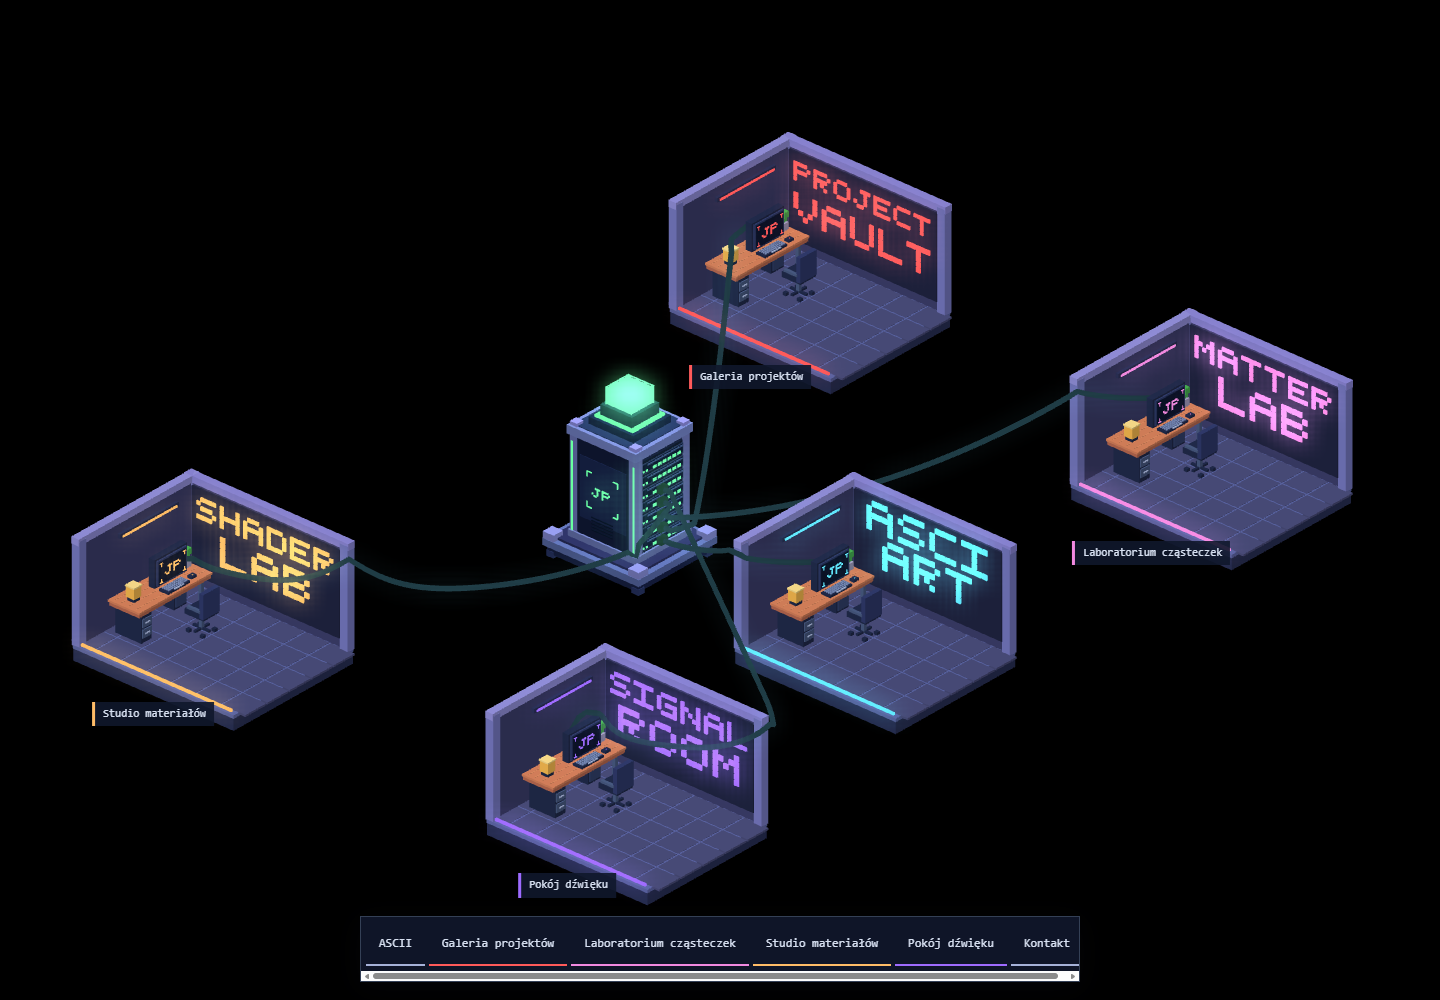 PROJECT
VAULT
JP
Galeria projektów
MATTER
LAB
JP
Laboratorium cząsteczek
JP
SHADER
LAB
JP
Studio materiałów
ASCI
ART
JP
SIGNAL
ROOM
JP
Pokój dźwięku
ASCII
Galeria projektów
Laboratorium cząsteczek
Studio materiałów
Pokój dźwięku
Kontakt